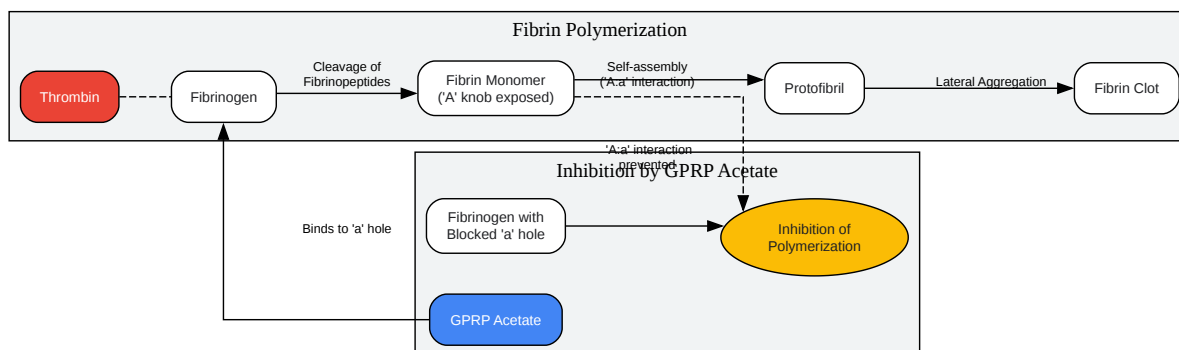 Fibrin Polymerization
Thrombin
Fibrinogen
Cleavage of
Fibrinopeptides
Fibrin Monomer
('A' knob exposed)
Self-assembly
('A:a' interaction)
Protofibril
Lateral Aggregation
Fibrin Clot
'A:a' interaction
prevented
Inhibition by GPRP Acetate
Binds to 'a' hole
Fibrinogen with
Blocked 'a' hole
Inhibition of
Polymerization
GPRP Acetate